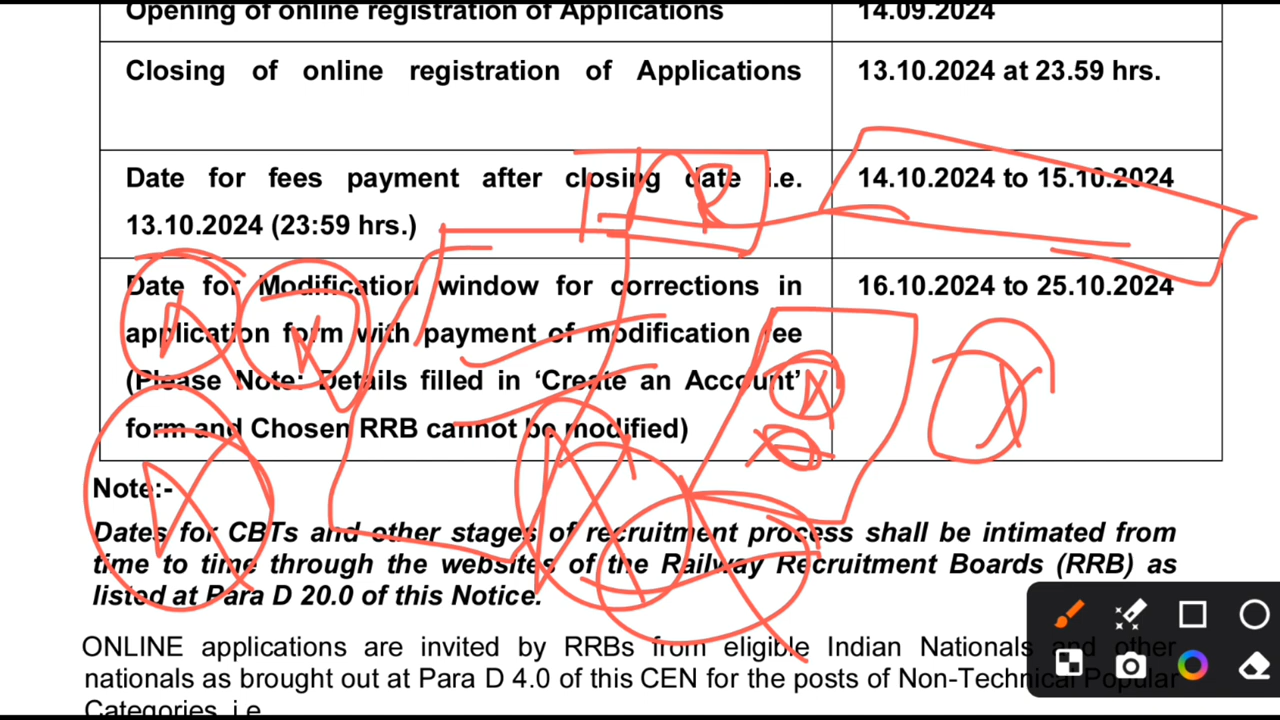 Opening of online registration of Applications 14.09.2024
Closing of online registration of Applications 13.10.2024 at 23.59 hrs.
Date for fees payment after closing date i.e. 14.10.2024 to 15.10.2024
13.10.2024 (23:59 hrs.)
Date for Modification window for corrections in 16.10.2024 to 25.10.2024
application form with payment of modification fee
(Please Note: Details filled in ‘Create an Account’
form and Chosen RRB cannot be modified)
Note:-
Dates for CBTs and other stages of recruitment process shall be intimated from
time to time through the websites of the Railway Recruitment Boards (RRB) as
listed at Para D 20.0 of this Notice.
ONLINE applications are invited by RRBs from eligible Indian Nationals and other
nationals as brought out at Para D 4.0 of this CEN for the posts of Non-Technical Popular
Categories, i.e.